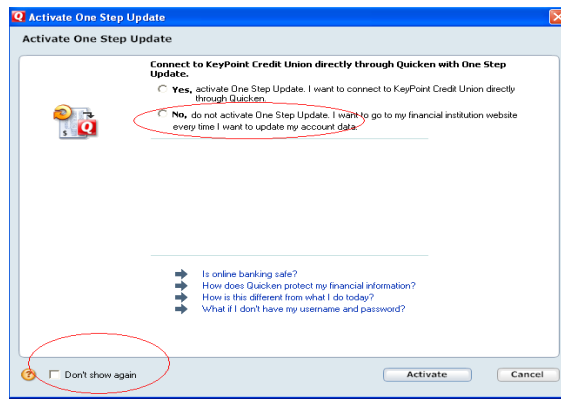 Activate One Step Update
Activate One Step Update
Connect to KeyPoint Credit Union directly through Quicken with One Step
Update.
Yes, activate One Step Update. I want to connect to KeyPoint Credit Union directly
through Quicken.
No, do not activate One Step Update. I want to go to my financial institution website
every time I want to update my account data.
$ Q
Is online banking safe?
How does Quicken protect my financial information?
How is this different from what I do today?
What if I don't have my username and password?
? Don't show again
Activate
Cancel